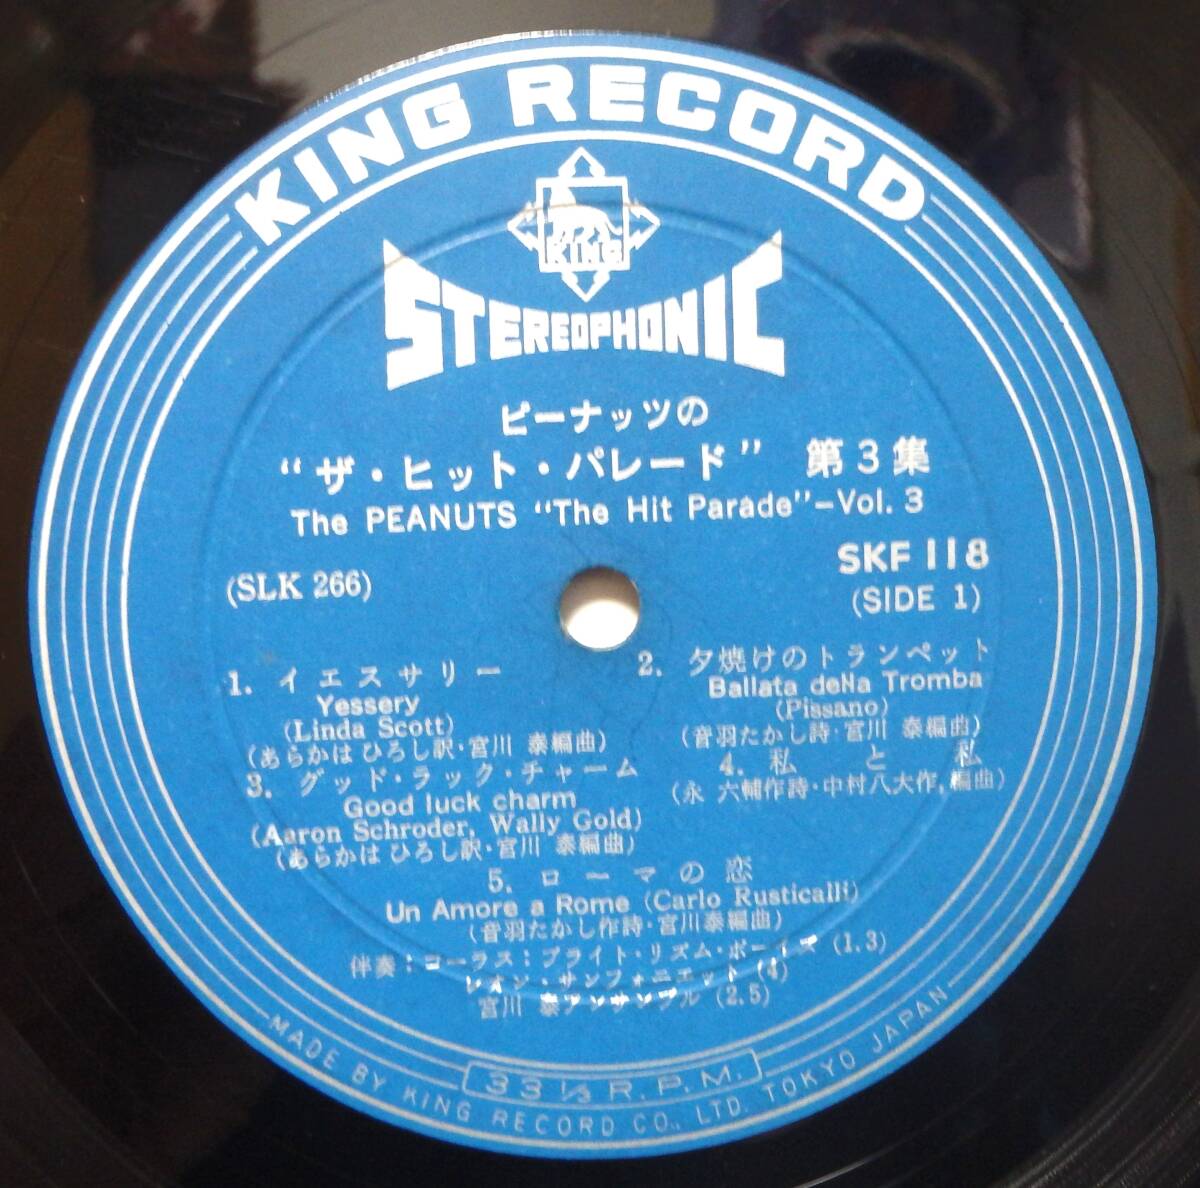 KING RECORD
KING
STEREOPHONIC
ピーナッツの
“ザ・ヒット・パレード” 第3集
The PEANUTS “The Hit Parade”-Vol. 3
SKF 118
(SLK 266)
(SIDE 1)
1. イエスサリー
Yessery
(Linda Scott)
(あらかは ひろし訳・宮川 泰編曲)
2. 夕焼けのトランペット
Ballata della Tromba
(Pissano)
(音羽たかし詩・宮川 泰編曲)
3. グッド・ラック・チャーム
Good luck charm
(Aaron Schroder, Wally Gold)
(あらかは ひろし訳・宮川 泰編曲)
4. 私と私
(永 六輔作詩・中村八大作,編曲)
5. ローマの恋
Un Amore a Rome (Carlo Rusticalli)
(音羽たかし作詩・宮川泰編曲)
伴奏:コーラス:ブライト・リズム・ボーイズ (1.3)
レオン・サンフォニエット (4)
宮川 泰アンサンブル (2.5)
33 1/3 R.P.M.
MADE BY KING RECORD CO., LTD. TOKYO JAPAN